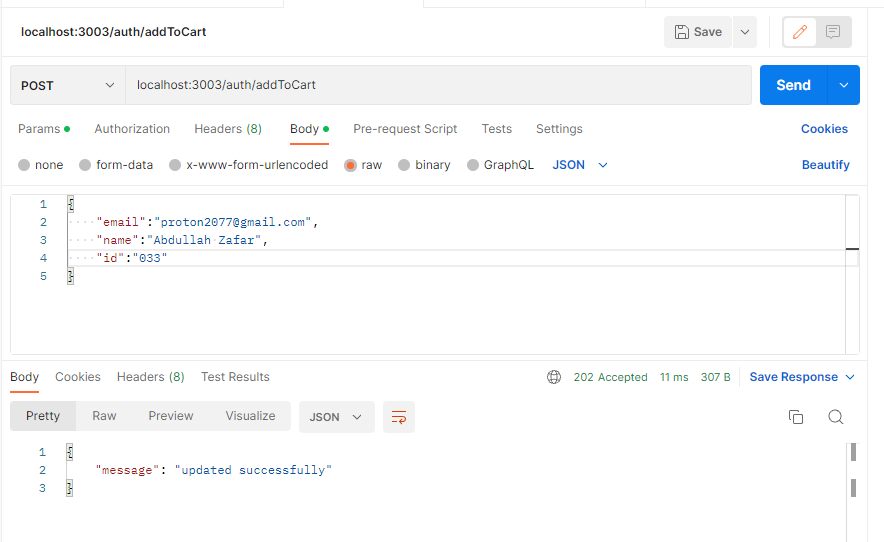 localhost:3003/auth/addToCart Save
POST localhost:3003/auth/addToCart Send
Params Authorization Headers (8) Body Pre-request Script Tests Settings Cookies
none form-data x-www-form-urlencoded raw binary GraphQL JSON Beautify
1 {
2 "email":"proton2077@gmail.com",
3 "name":"Abdullah Zafar",
4 "id":"033"
5 }
Body Cookies Headers (8) Test Results 202 Accepted 11 ms 307 B Save Response
Pretty Raw Preview Visualize JSON
1 {
2 "message": "updated successfully"
3 }